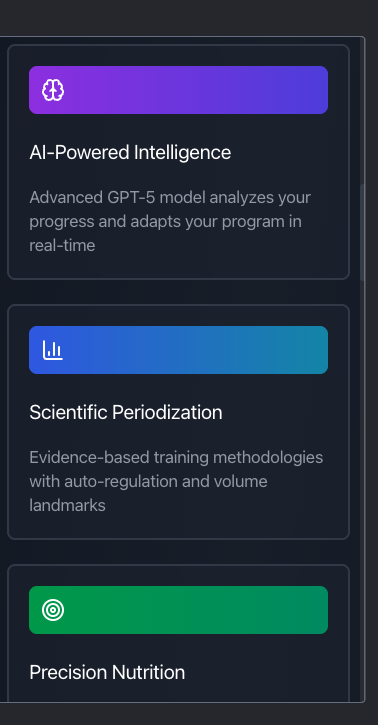 AI-Powered Intelligence
Advanced GPT-5 model analyzes your
progress and adapts your program in
real-time
Scientific Periodization
Evidence-based training methodologies
with auto-regulation and volume
landmarks
Precision Nutrition